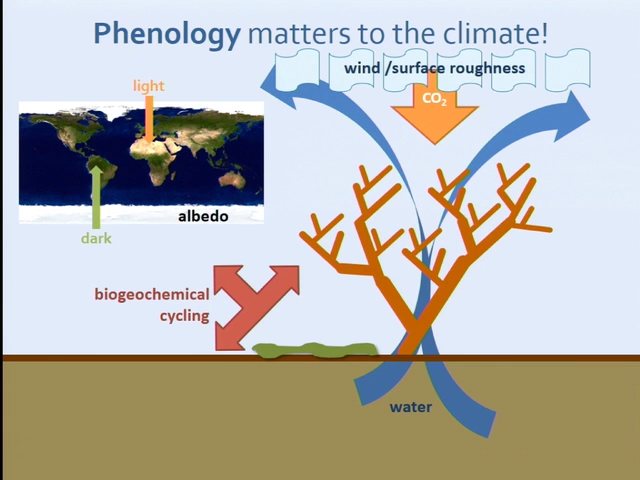 Phenology matters to the climate!
wind /surface roughness
light
CO₂
albedo
dark
biogeochemical
cycling
water